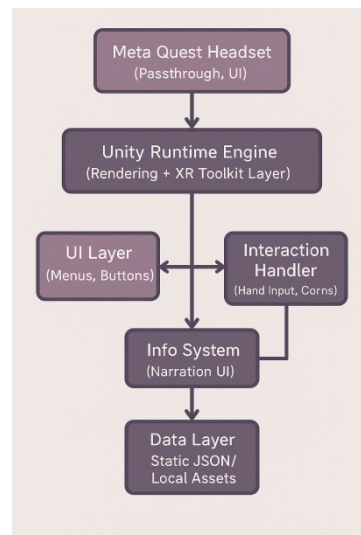 Meta Quest Headset
(Passthrough, UI)
Unity Runtime Engine
(Rendering + XR Toolkit Layer)
UI Layer
(Menus, Buttons)
Interaction
Handler
(Hand Input, Corns)
Info System
(Narration UI)
Data Layer
Static JSON/
Local Assets